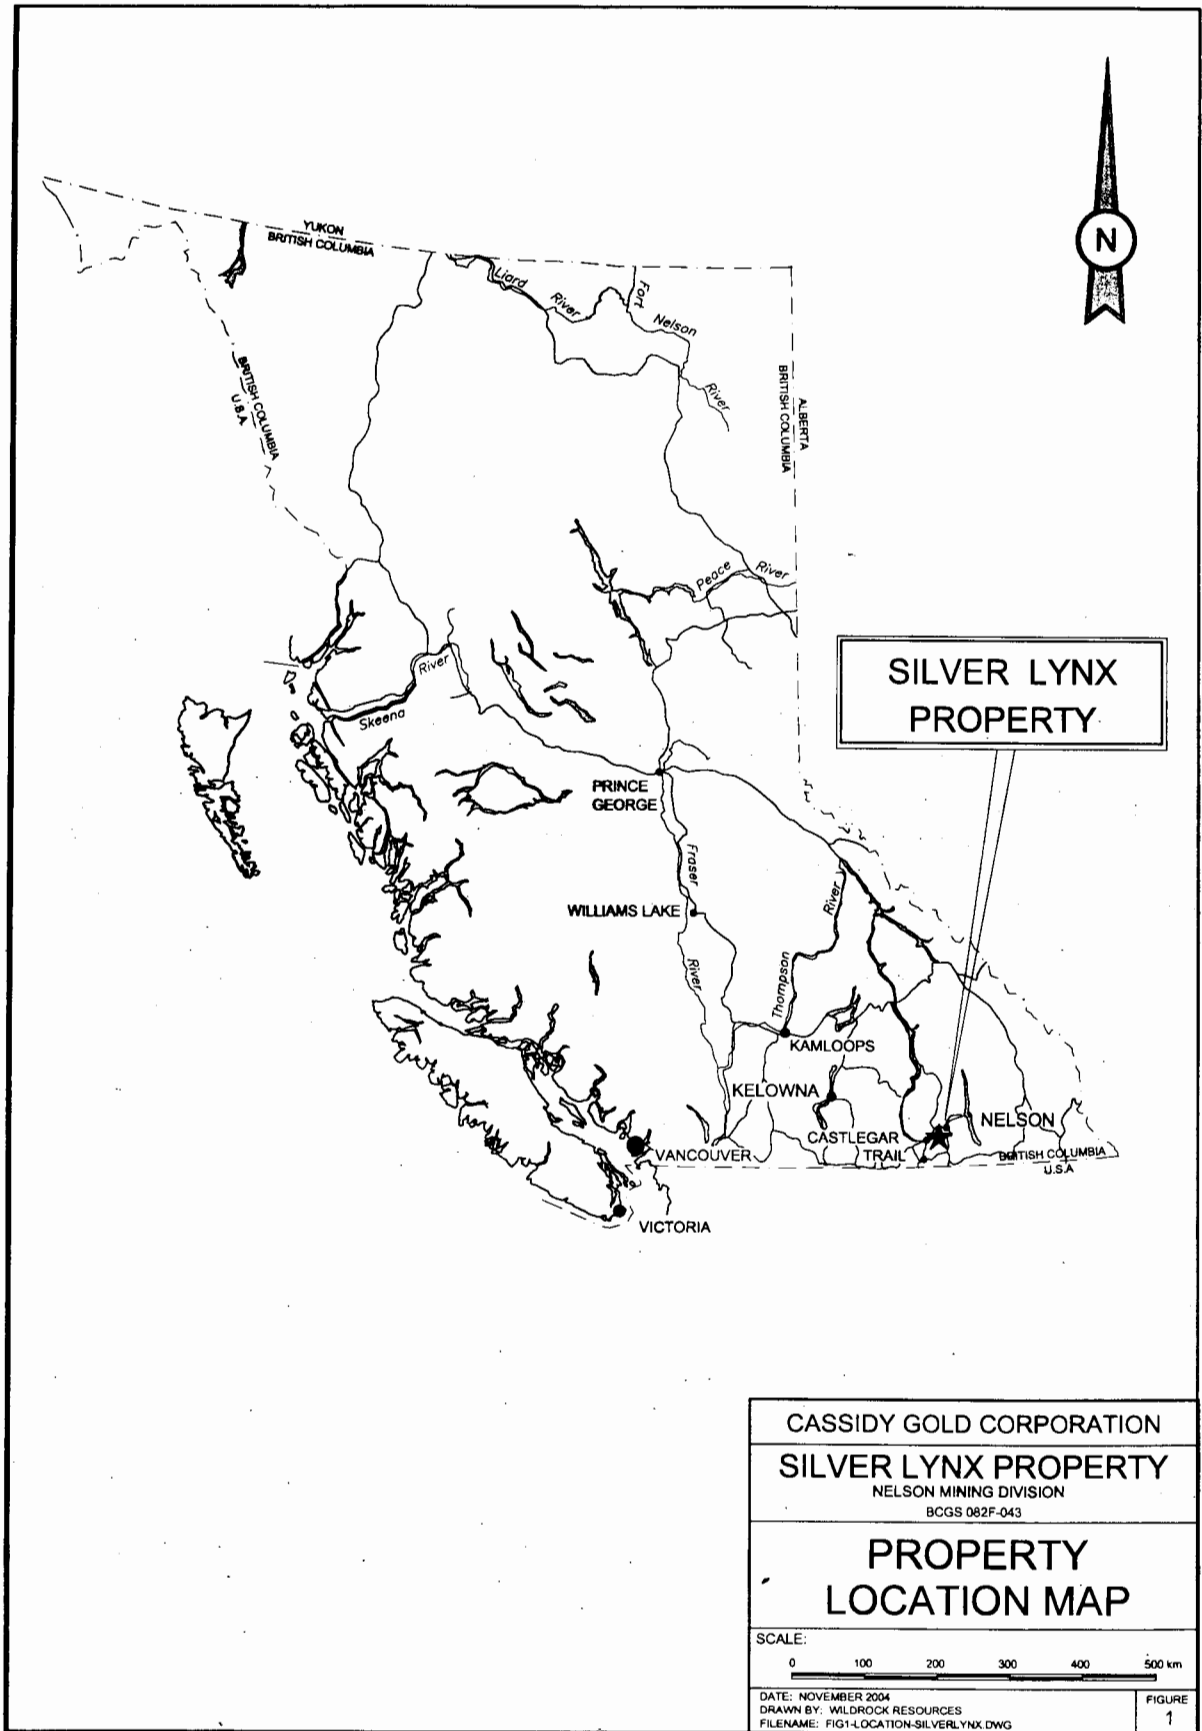 N
YUKON
BRITISH COLUMBIA
Liard
River
Fort
Nelson
River
BRITISH COLUMBIA
U.S.A.
ALBERTA
BRITISH COLUMBIA
Peace
River
SILVER LYNX
PROPERTY
River
Skeena
PRINCE
GEORGE
Fraser
River
WILLIAMS LAKE
River
Thompson
KAMLOOPS
KELOWNA
NELSON
CASTLEGAR
TRAIL
VANCOUVER
BRITISH COLUMBIA
U.S.A
VICTORIA
CASSIDY GOLD CORPORATION
SILVER LYNX PROPERTY
NELSON MINING DIVISION
BCGS 082F-043
PROPERTY
LOCATION MAP
SCALE:
0 100 200 300 400 500 km
DATE: NOVEMBER 2004
DRAWN BY: WILDROCK RESOURCES
FILENAME: FIG1-LOCATION-SILVERLYNX.DWG
FIGURE
1